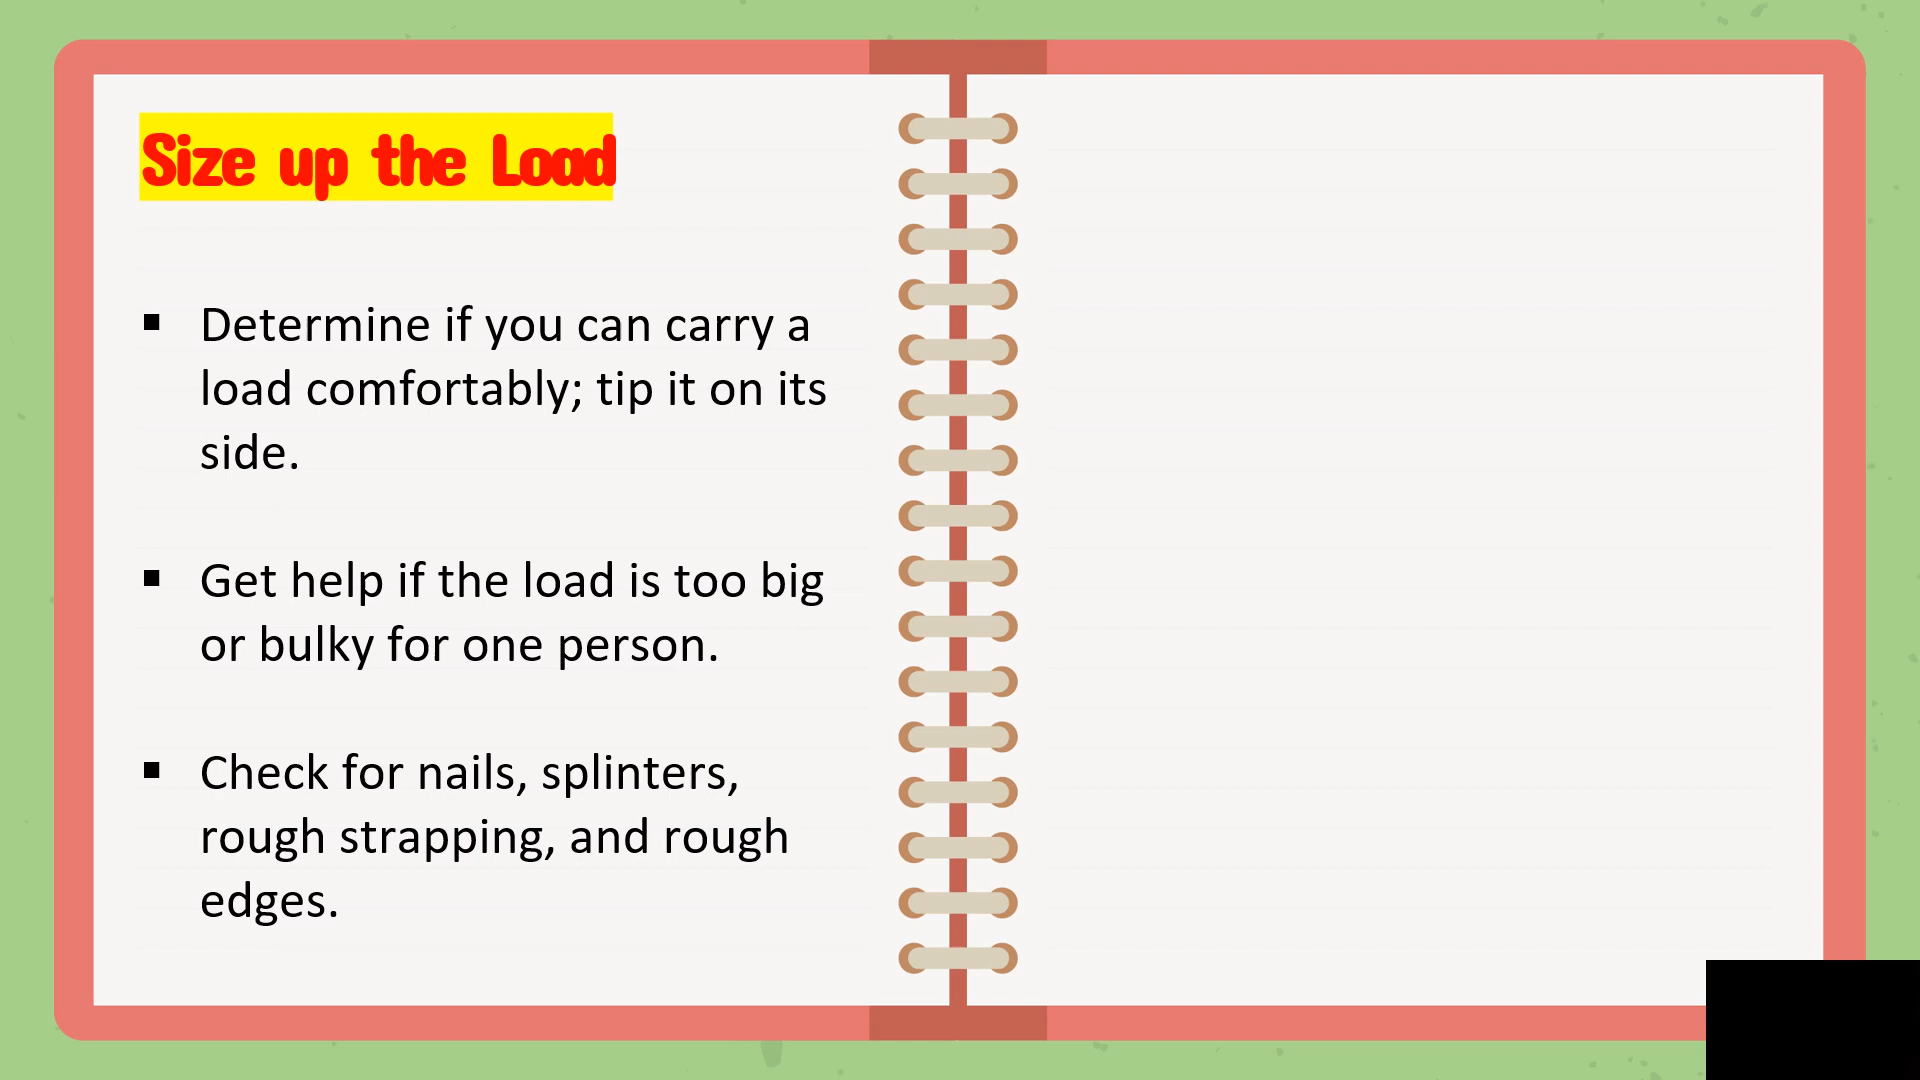 Size up the Load
▪ Determine if you can carry a
load comfortably; tip it on its
side.
▪ Get help if the load is too big
or bulky for one person.
▪ Check for nails, splinters,
rough strapping, and rough
edges.